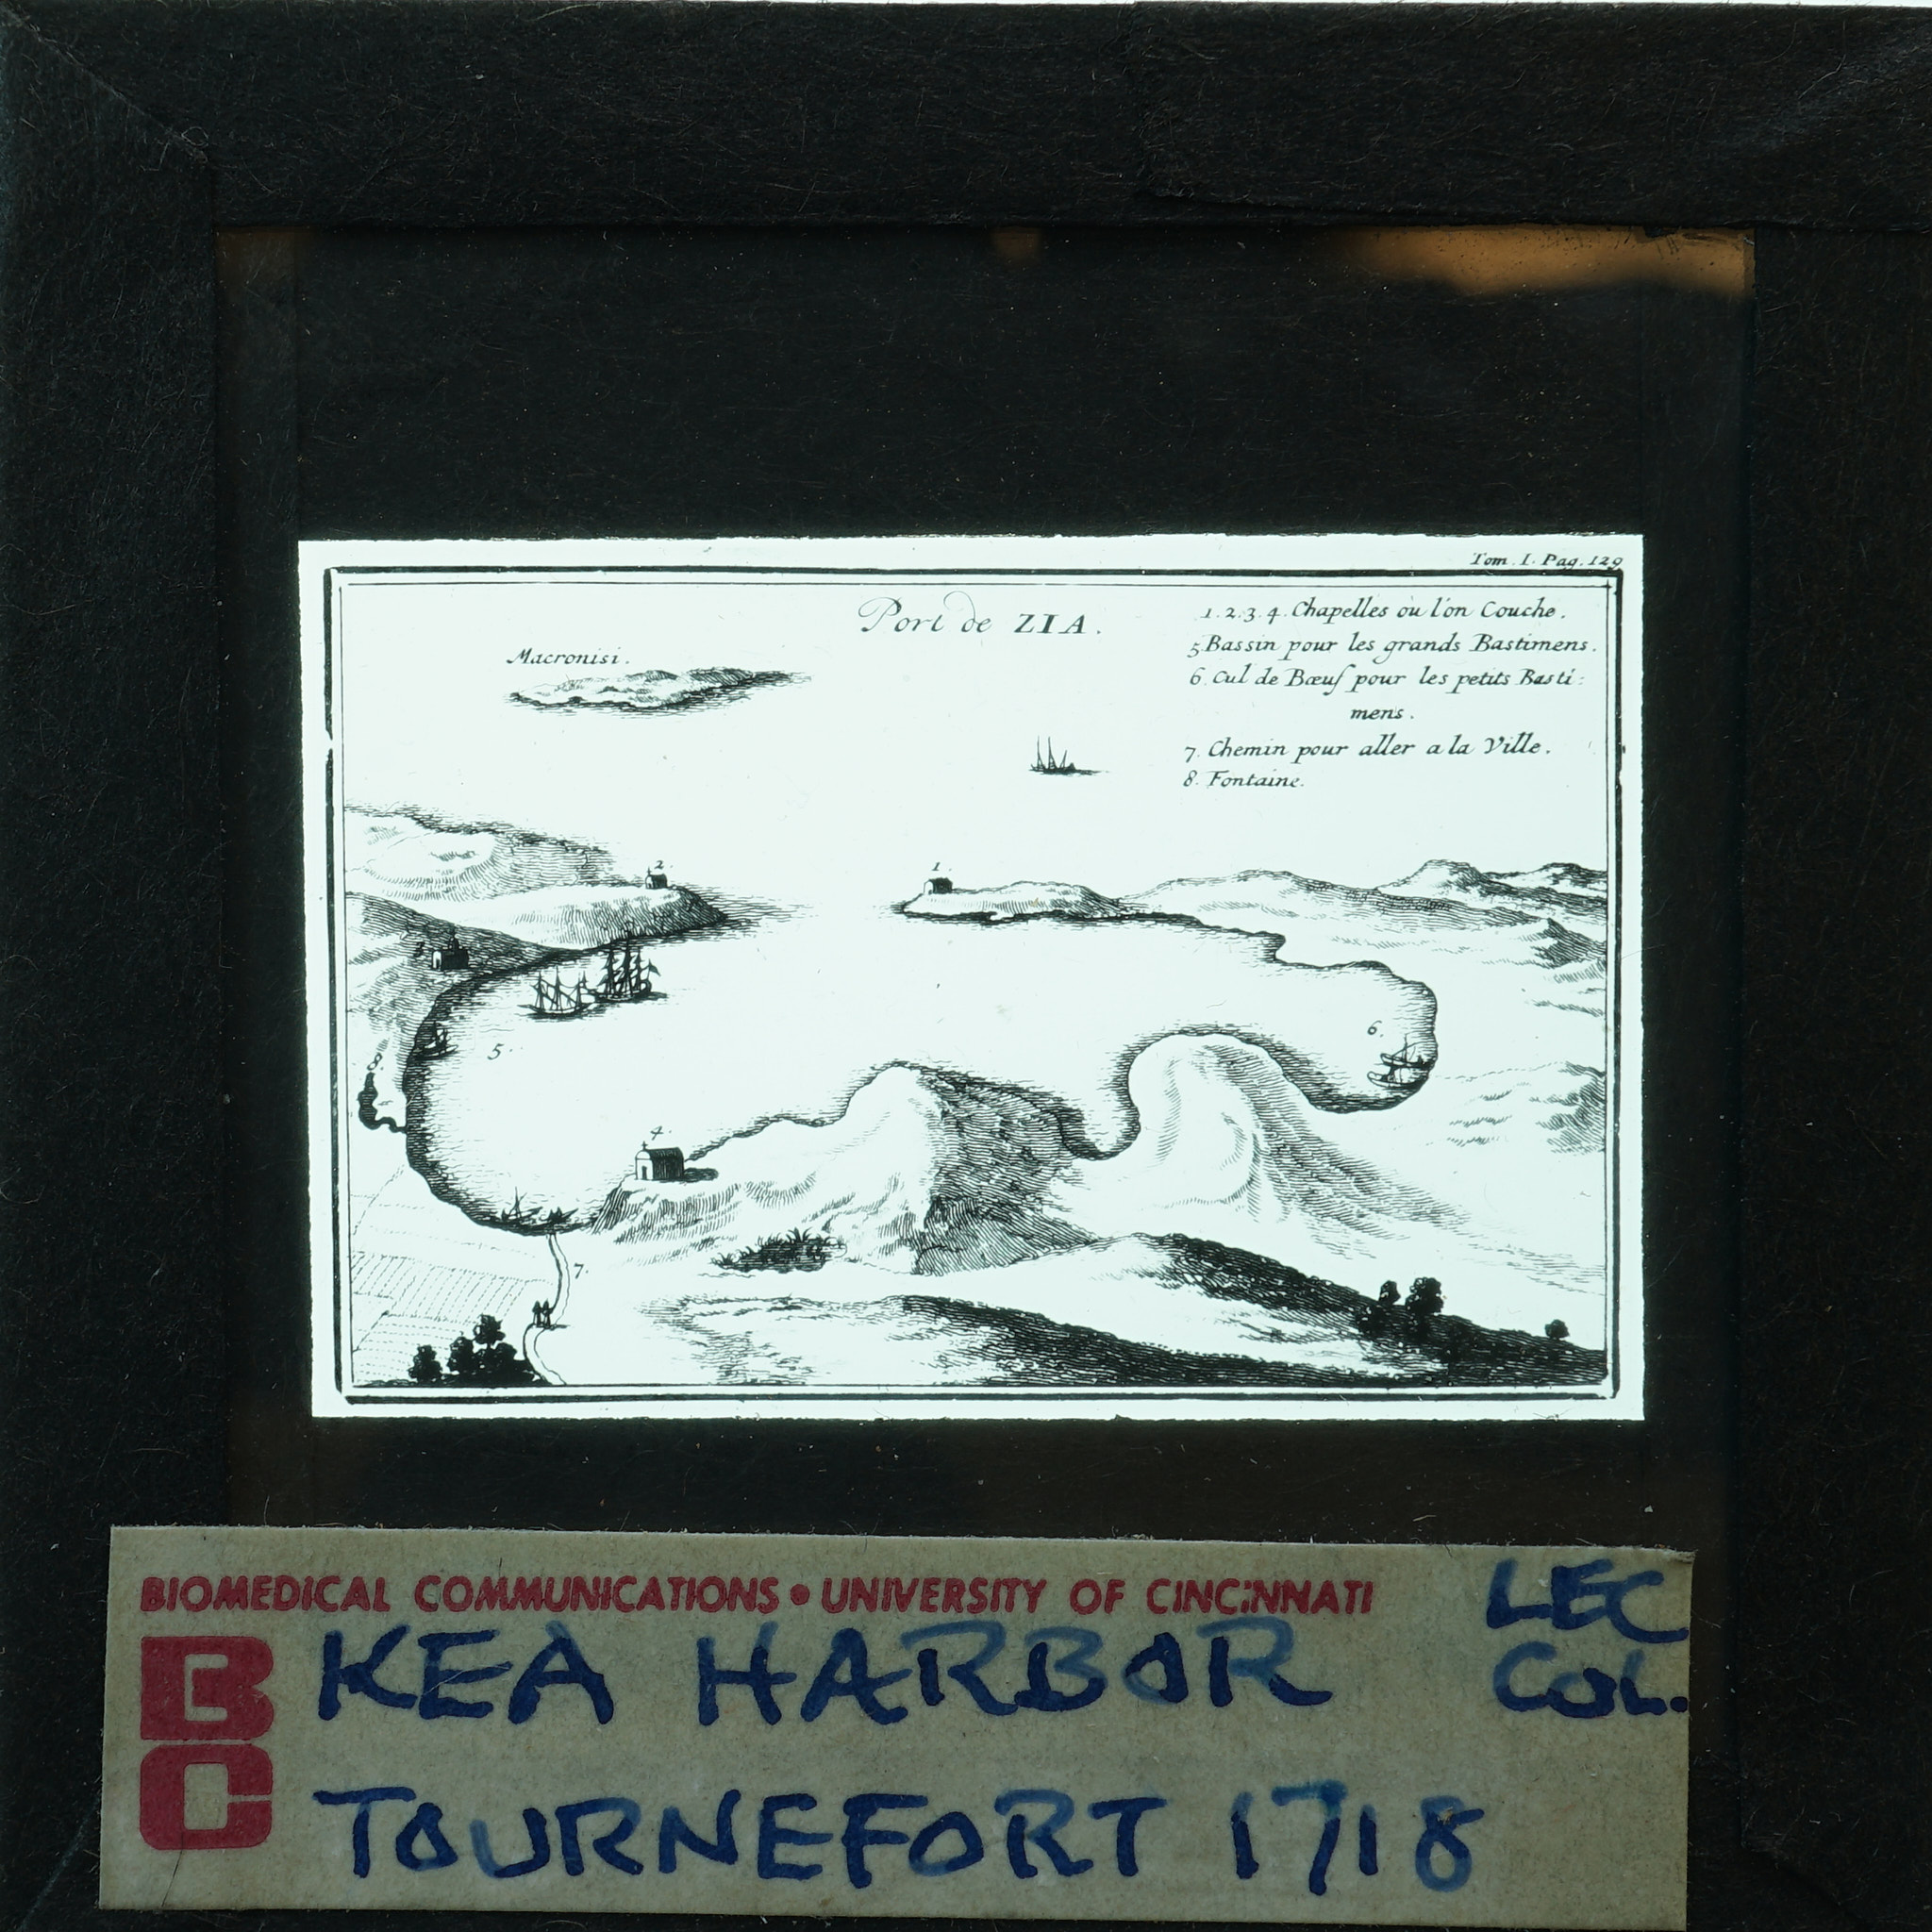 Tom. I. Pag. 129
Port de ZIA.
1. 2. 3. 4. Chapelles ou l'on Couche.
5. Bassin pour les grands Bastimens.
6. Cul de Bœuf pour les petits Basti:
mens.
7. Chemin pour aller a la Ville.
8. Fontaine.
Macronisi.
2.
1.
3.
6.
5.
8.
4.
7.
BIOMEDICAL COMMUNICATIONS • UNIVERSITY OF CINCINNATI
BC
KEA HARBOR
LEC
COL.
TOURNEFORT 1718